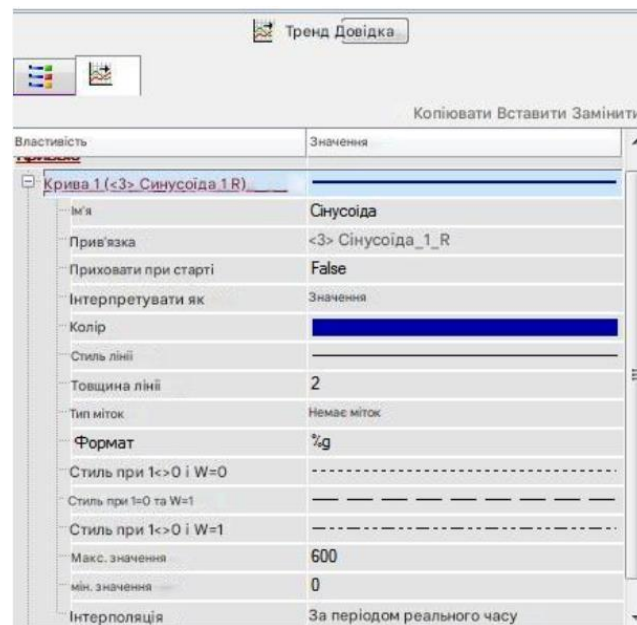 Тренд Довідка
Копіювати Вставити Замінити
Властивість Значення
Крива 1 (<3> Синусоїда 1 R)
Ім'я Сінусоїда
Прив'язка <3> Сінусоїда_1_R
Приховати при старті False
Інтерпретувати як Значення
Колір
Стиль лінії
Товщина лінії 2
Тип міток Немає міток
Формат %g
Стиль при 1<>0 і W=0
Стиль при 1=0 та W=1
Стиль при 1<>0 і W=1
Макс. значення 600
мін. значення 0
Інтерполяція За періодом реального часу